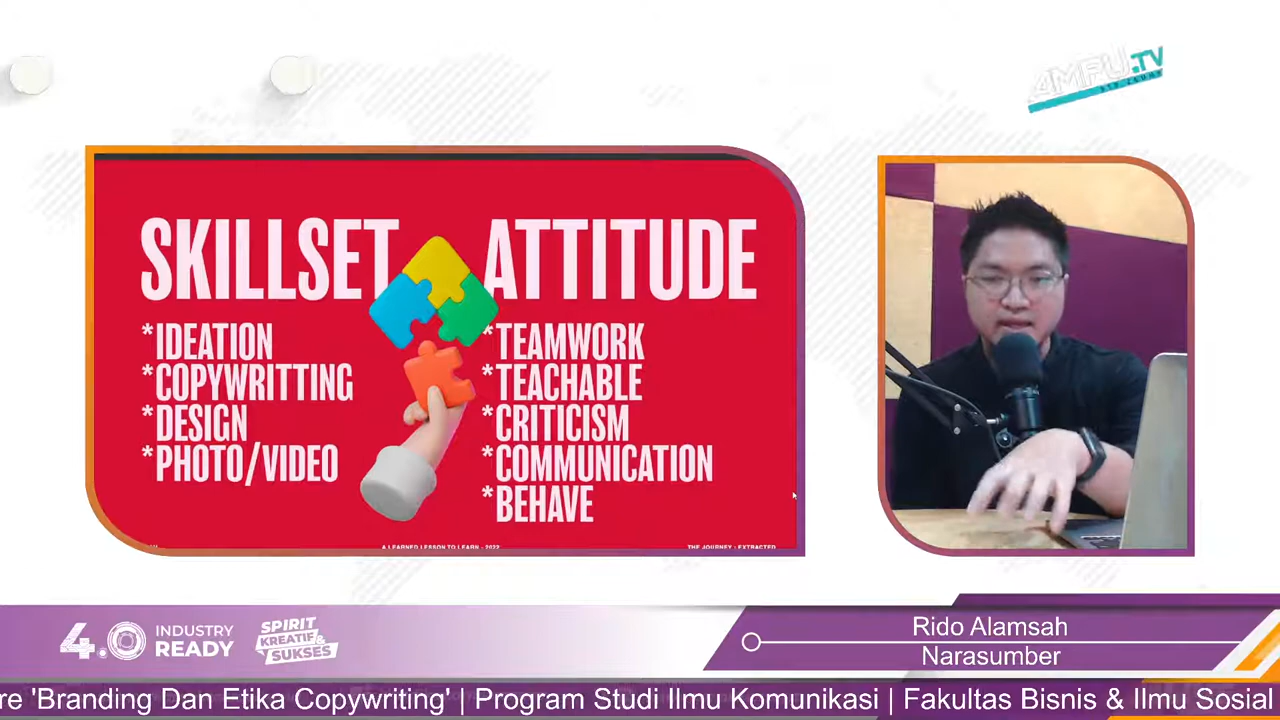 AMPU.TV
SKILLSET
*IDEATION
*COPYWRITTING
*DESIGN
*PHOTO/VIDEO
ATTITUDE
*TEAMWORK
*TEACHABLE
*CRITICISM
*COMMUNICATION
*BEHAVE
A LEARNED LESSON TO LEARN - 2022
THE JOURNEY - EXTRACTED
4.0 INDUSTRY
READY
SPIRIT
KREATIF &
SUKSES
Rido Alamsah
Narasumber
re 'Branding Dan Etika Copywriting' | Program Studi Ilmu Komunikasi | Fakultas Bisnis & Ilmu Sosial